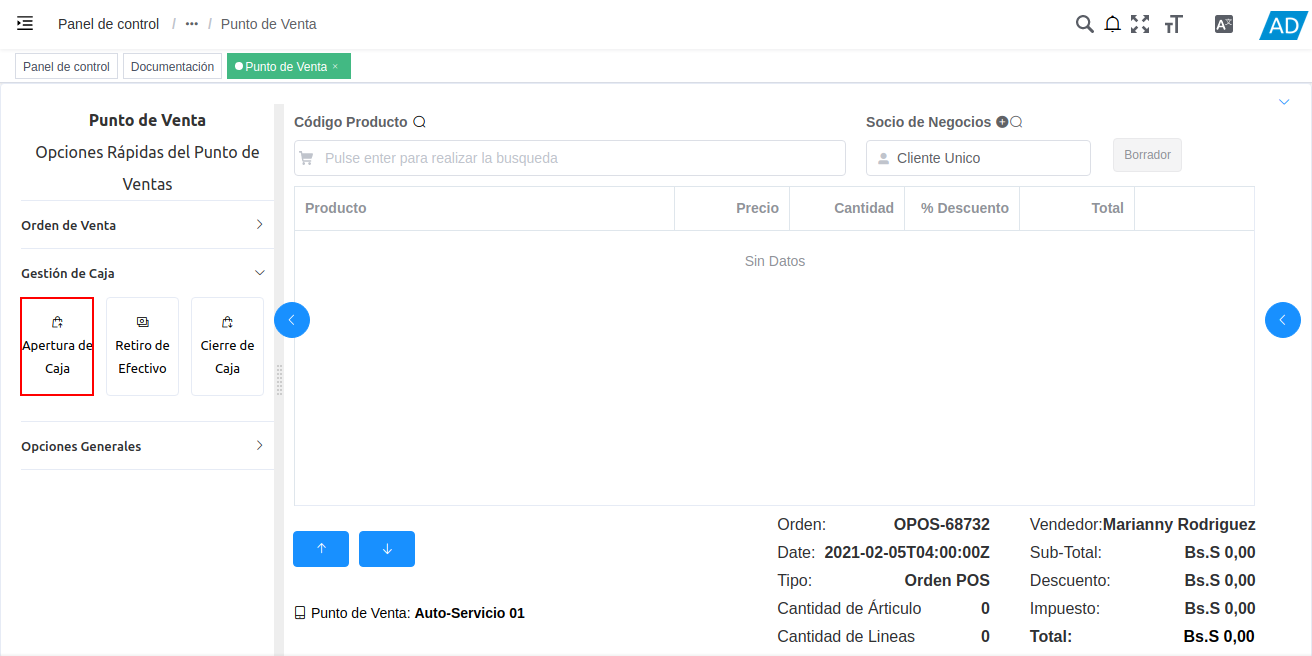 Panel de control / ••• / Punto de Venta
AD
Panel de control
Documentación
Punto de Venta ×
Punto de Venta
Opciones Rápidas del Punto de
Ventas
Orden de Venta
Gestión de Caja
Apertura de
Caja
Retiro de
Efectivo
Cierre de
Caja
Opciones Generales
Código Producto
Pulse enter para realizar la busqueda
Socio de Negocios
Cliente Unico
Borrador
Producto Precio Cantidad % Descuento Total
Sin Datos
Punto de Venta: Auto-Servicio 01
Orden: OPOS-68732
Date: 2021-02-05T04:00:00Z
Tipo: Orden POS
Cantidad de Árticulo 0
Cantidad de Lineas 0
Vendedor:Marianny Rodriguez
Sub-Total: Bs.S 0,00
Descuento: Bs.S 0,00
Impuesto: Bs.S 0,00
Total: Bs.S 0,00